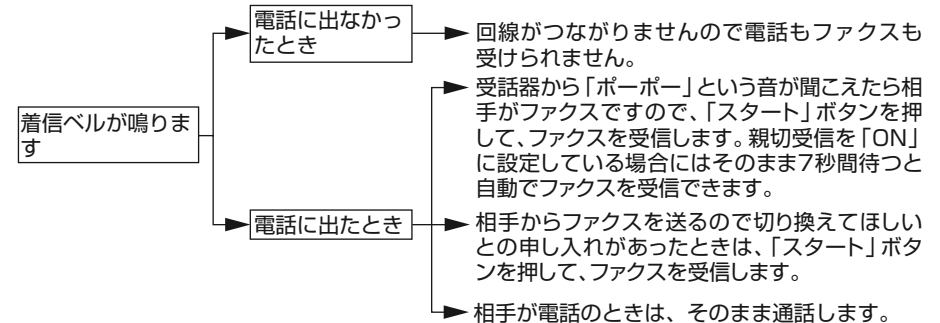 着信ベルが鳴りま
す
電話に出なかっ
たとき
回線がつながりませんので電話もファクスも
受けられません。
電話に出たとき
受話器から「ポーポー」という音が聞こえたら相
手がファクスですので、「スタート」ボタンを押
して、ファクスを受信します。親切受信を「ON」
に設定している場合にはそのまま7秒間待つと
自動でファクスを受信できます。
相手からファクスを送るので切り換えてほしい
との申し入れがあったときは、「スタート」ボタ
ンを押して、ファクスを受信します。
相手が電話のときは、そのまま通話します。